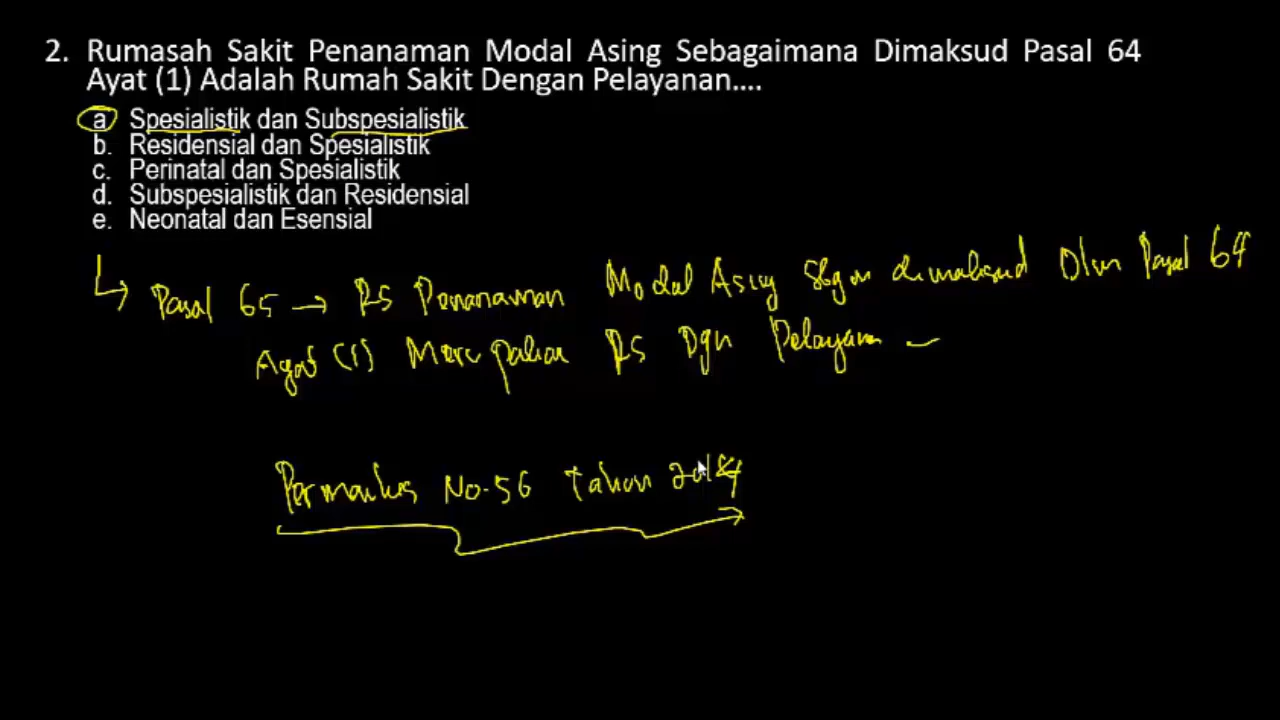 2. Rumasah Sakit Penanaman Modal Asing Sebagaimana Dimaksud Pasal 64
Ayat (1) Adalah Rumah Sakit Dengan Pelayanan....
a Spesialistik dan Subspesialistik
b. Residensial dan Spesialistik
c. Perinatal dan Spesialistik
d. Subspesialistik dan Residensial
e. Neonatal dan Esensial
Pasal 65 → RS Penanaman Modal Asing Sbgm dimaksud Dlm Pasal 64
Ayat (1) Merupakan RS Dgn Pelayanan
Permenkes No.56 Tahun 2014